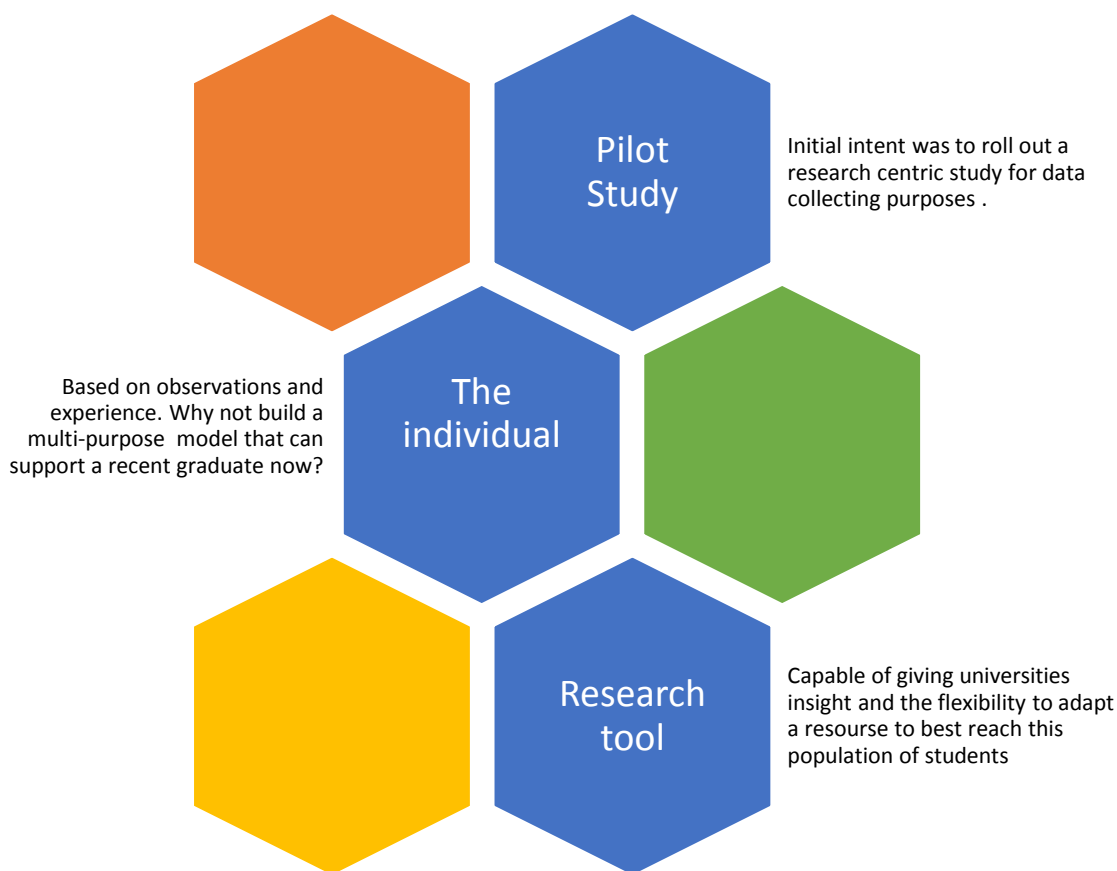 Pilot
Study
Initial intent was to roll out a
research centric study for data
collecting purposes .
The
individual
Based on observations and
experience. Why not build a
multi-purpose  model that can
support a recent graduate now?
Research
tool
Capable of giving universities
insight and the flexibility to adapt
a resourse to best reach this
population of students